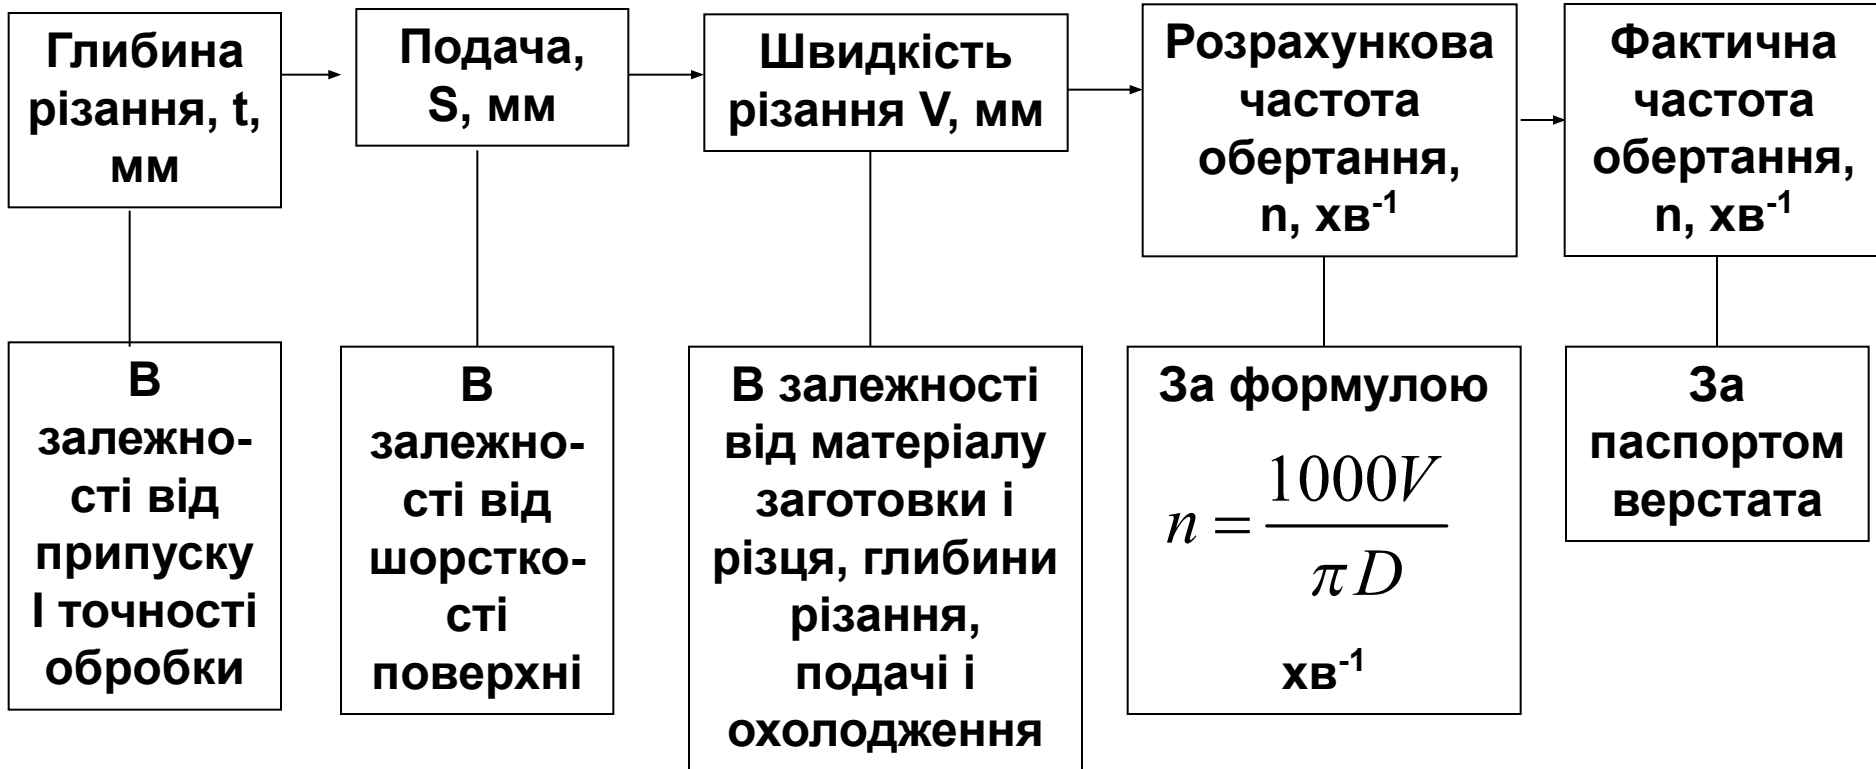 Глибина
різання, t,
мм
Подача,
S, мм
Швидкість
різання V, мм
Розрахункова
частота
обертання,
n, хв⁻¹
Фактична
частота
обертання,
n, хв⁻¹
В
залежно-
сті від
припуску
І точності
обробки
В
залежно-
сті від
шорстко-
сті
поверхні
В залежності
від матеріалу
заготовки і
різця, глибини
різання,
подачі і
охолодження
За формулою
n = 1000V / πD
хв⁻¹
За
паспортом
верстата